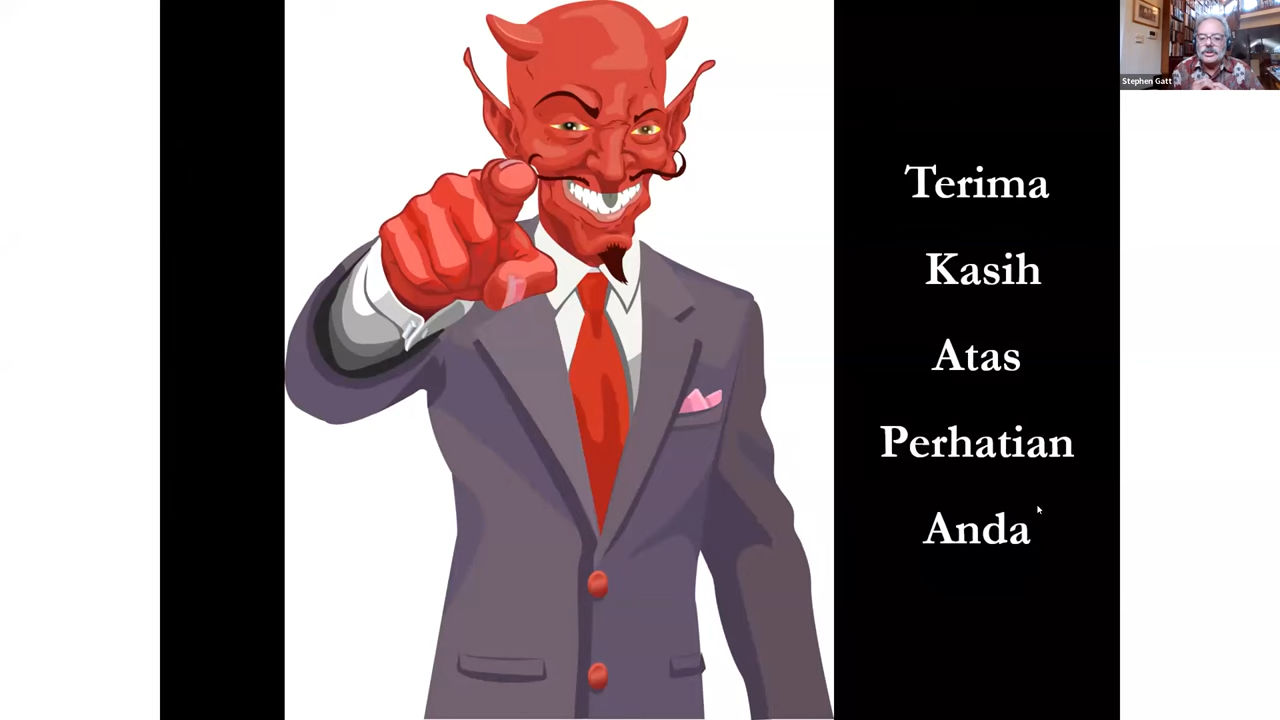 Stephen Gatt
Terima
Kasih
Atas
Perhatian
Anda